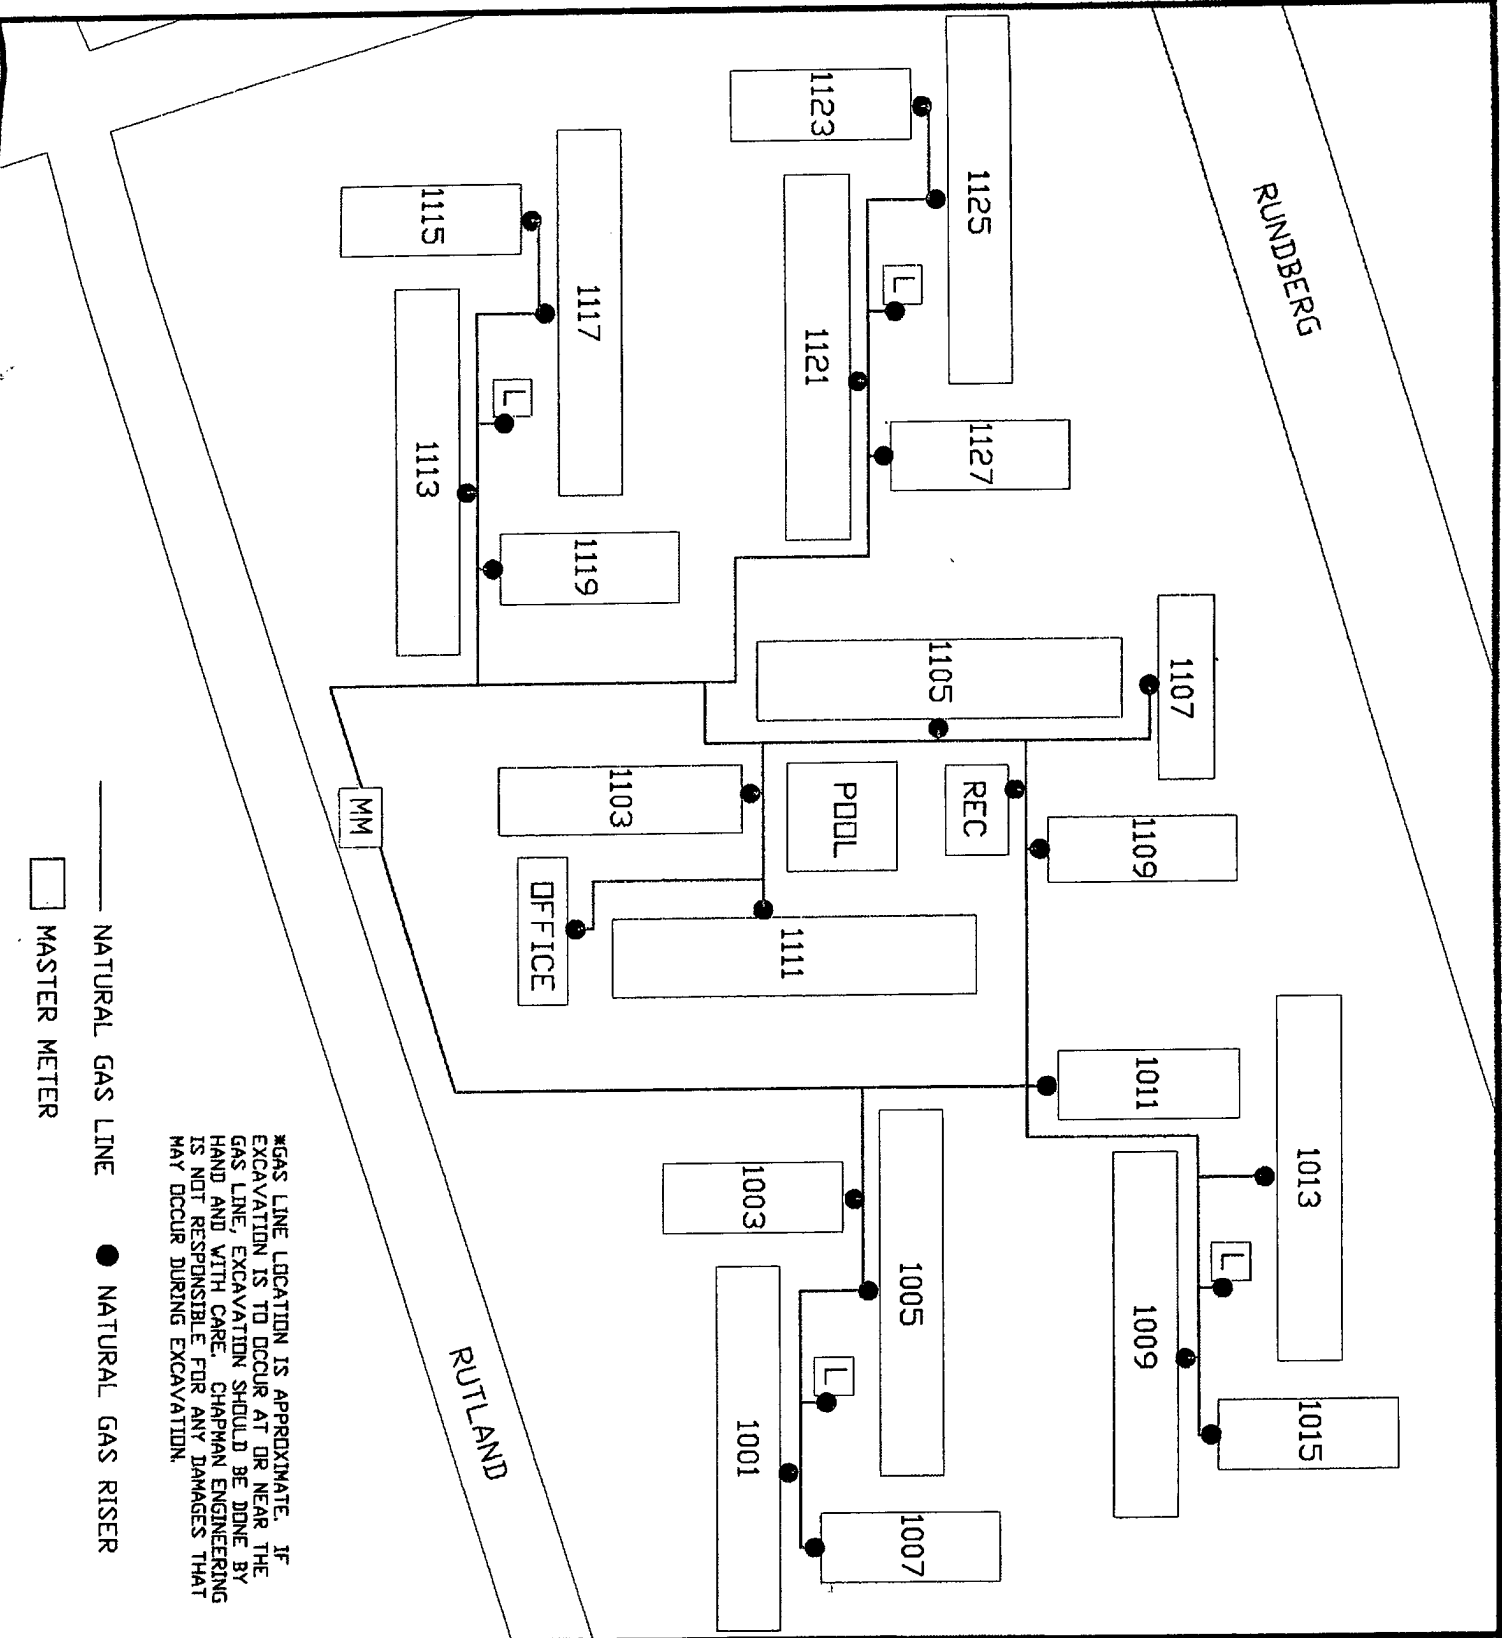 RUNDBERG
1125
1123
1121
L
1127
1117
1115
1113
L
1119
1107
1105
REC
1109
POOL
1103
1111
OFFICE
MM
1013
1011
L
1009
1015
1005
1003
L
1001
1007
RUTLAND
*GAS LINE LOCATION IS APPROXIMATE. IF
EXCAVATION IS TO OCCUR AT OR NEAR THE
GAS LINE, EXCAVATION SHOULD BE DONE BY
HAND AND WITH CARE. CHAPMAN ENGINEERING
IS NOT RESPONSIBLE FOR ANY DAMAGES THAT
MAY OCCUR DURING EXCAVATION.
NATURAL GAS LINE
NATURAL GAS RISER
MASTER METER